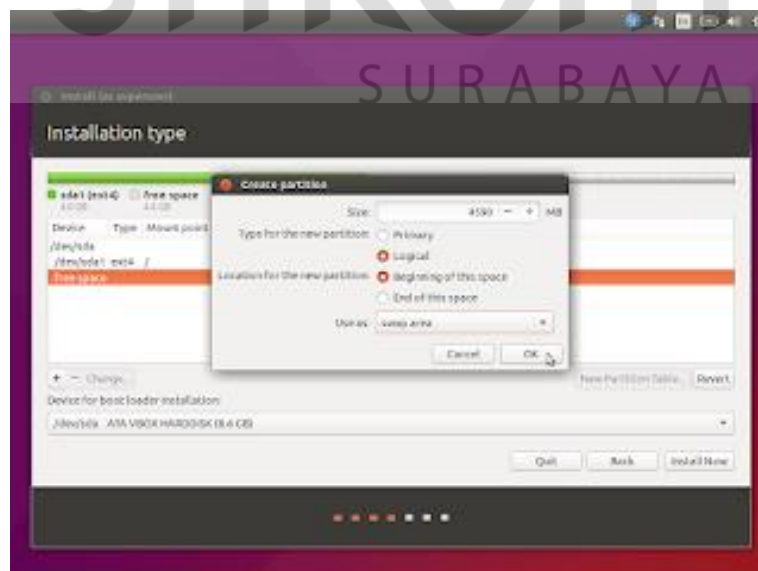 SURABAYA
Install (as superuser)
Installation type
sda1 (ext4) free space
Device Type Mount point
/dev/sda
/dev/sda1 ext4 /
free space
Create partition
Size: 4590 - + MB
Type for the new partition: Primary
Logical
Location for the new partition: Beginning of this space
End of this space
Use as: swap area
Cancel OK
+ - Change...
New Partition Table... Revert
Device for boot loader installation:
/dev/sda ATA VBOX HARDDISK (8.6 GB)
Quit Back Install Now